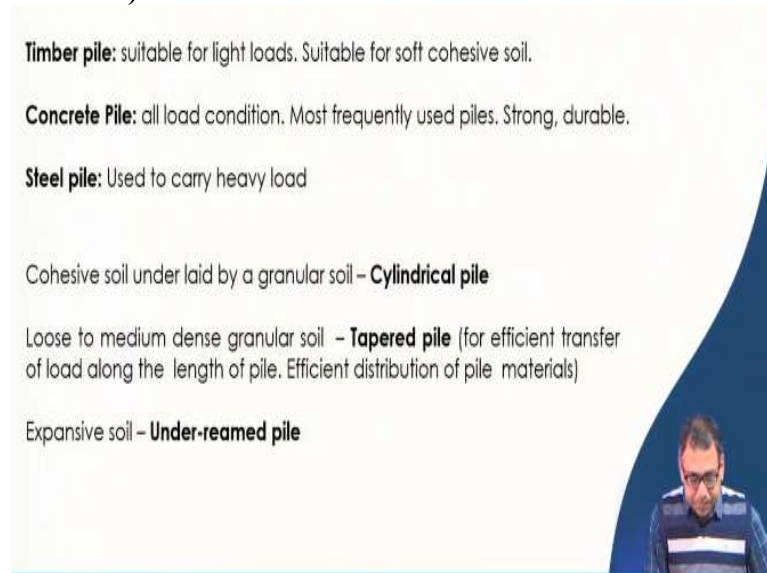 Timber pile: suitable for light loads. Suitable for soft cohesive soil.
Concrete Pile: all load condition. Most frequently used piles. Strong, durable.
Steel pile: Used to carry heavy load
Cohesive soil under laid by a granular soil – Cylindrical pile
Loose to medium dense granular soil – Tapered pile (for efficient transfer
of load along the length of pile. Efficient distribution of pile materials)
Expansive soil – Under-reamed pile